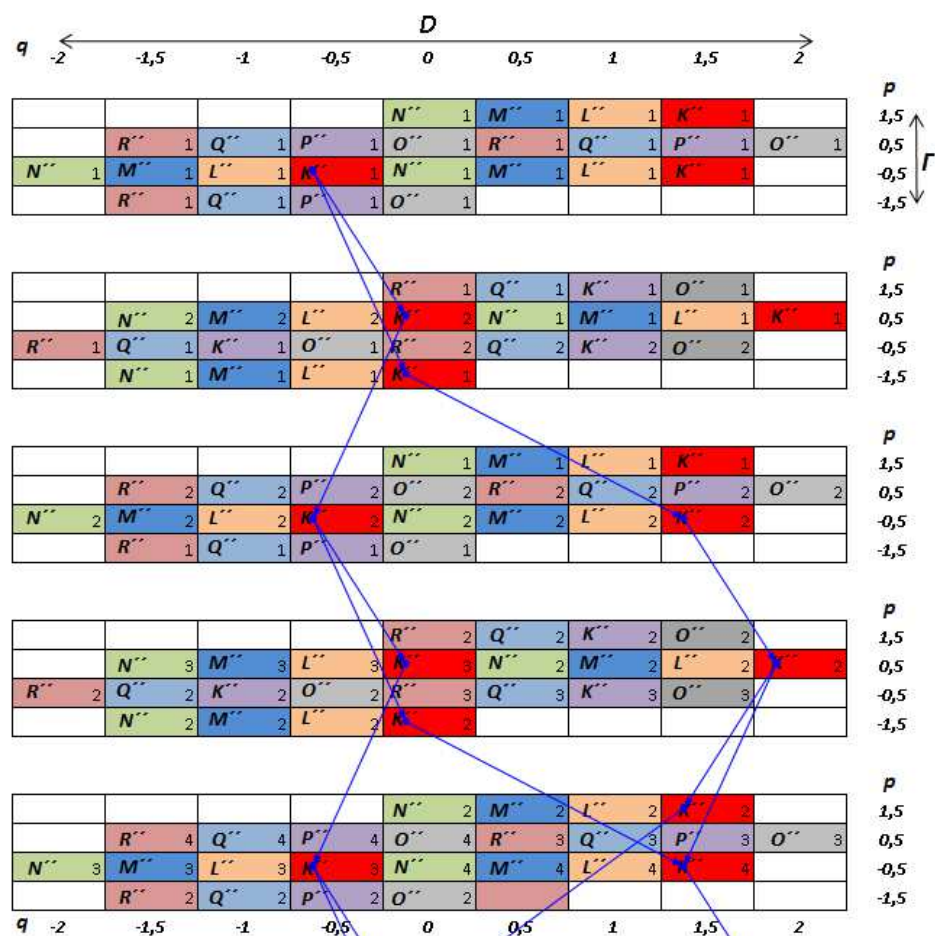 D
q -2 -1,5 -1 -0,5 0 0,5 1 1,5 2
p
N´´ 1 M´´ 1 L´´ 1 K´´ 1 1,5
R´´ 1 Q´´ 1 P´´ 1 O´´ 1 R´´ 1 Q´´ 1 P´´ 1 O´´ 1 0,5 Γ
N´´ 1 M´´ 1 L´´ 1 K´´ 1 N´´ 1 M´´ 1 L´´ 1 K´´ 1 -0,5
R´´ 1 Q´´ 1 P´´ 1 O´´ 1 -1,5
p
R´´ 1 Q´´ 1 K´´ 1 O´´ 1 1,5
N´´ 2 M´´ 2 L´´ 2 K´´ 2 N´´ 1 M´´ 1 L´´ 1 K´´ 1 0,5
R´´ 1 Q´´ 1 K´´ 1 O´´ 1 R´´ 2 Q´´ 2 K´´ 2 O´´ 2 -0,5
N´´ 1 M´´ 1 L´´ 1 K´´ 1 -1,5
p
N´´ 1 M´´ 1 L´´ 1 K´´ 1 1,5
R´´ 2 Q´´ 2 P´´ 2 O´´ 2 R´´ 2 Q´´ 2 P´´ 2 O´´ 2 0,5
N´´ 2 M´´ 2 L´´ 2 K´´ 2 N´´ 2 M´´ 2 L´´ 2 K´´ 2 -0,5
R´´ 1 Q´´ 1 P´´ 1 O´´ 1 -1,5
p
R´´ 2 Q´´ 2 K´´ 2 O´´ 2 1,5
N´´ 3 M´´ 3 L´´ 3 K´´ 3 N´´ 2 M´´ 2 L´´ 2 K´´ 2 0,5
R´´ 2 Q´´ 2 K´´ 2 O´´ 2 R´´ 3 Q´´ 3 K´´ 3 O´´ 3 -0,5
N´´ 2 M´´ 2 L´´ 2 K´´ 2 -1,5
p
N´´ 2 M´´ 2 L´´ 2 K´´ 2 1,5
R´´ 4 Q´´ 4 P´´ 4 O´´ 4 R´´ 3 Q´´ 3 P´´ 3 O´´ 3 0,5
N´´ 3 M´´ 3 L´´ 3 K´´ 3 N´´ 4 M´´ 4 L´´ 4 K´´ 4 -0,5
R´´ 2 Q´´ 2 P´´ 2 O´´ 2 -1,5
q -2 -1,5 -1 -0,5 0 0,5 1 1,5 2